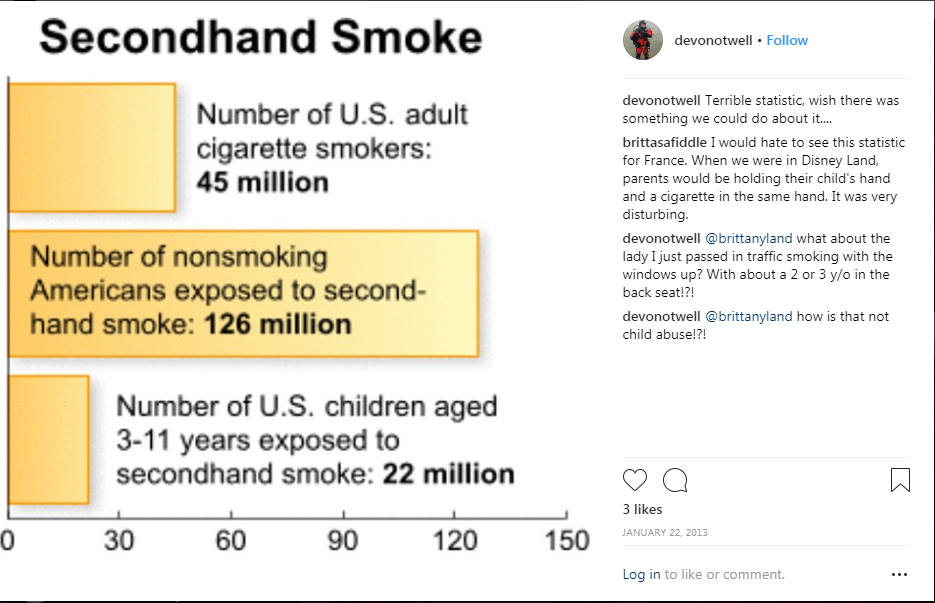 Secondhand Smoke
Number of U.S. adult
cigarette smokers:
45 million
Number of nonsmoking
Americans exposed to second-
hand smoke: 126 million
Number of U.S. children aged
3-11 years exposed to
secondhand smoke: 22 million
0 30 60 90 120 150
devonotwell • Follow
devonotwell Terrible statistic, wish there was
something we could do about it....
brittasafiddle I would hate to see this statistic
for France. When we were in Disney Land,
parents would be holding their child's hand
and a cigarette in the same hand. It was very
disturbing.
devonotwell @brittanyland what about the
lady I just passed in traffic smoking with the
windows up? With about a 2 or 3 y/o in the
back seat!?!
devonotwell @brittanyland how is that not
child abuse!?!
3 likes
JANUARY 22, 2013
Log in to like or comment.